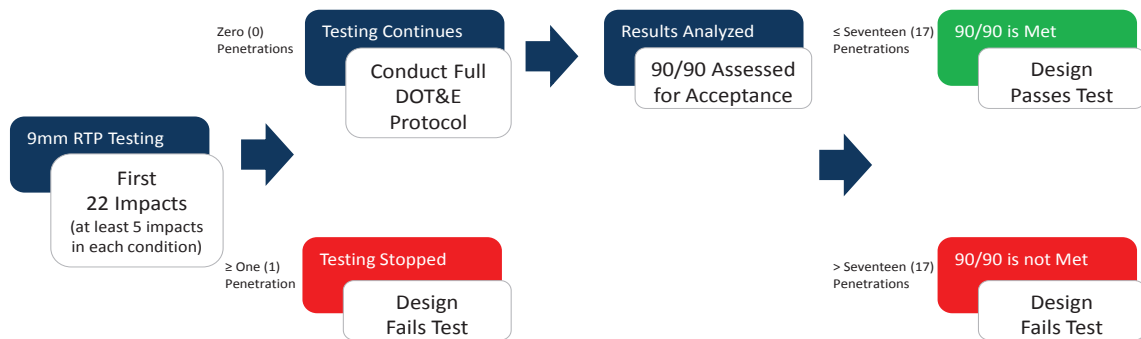 Zero (0)
Penetrations
Testing Continues
Conduct Full
DOT&E
Protocol
Results Analyzed
90/90 Assessed
for Acceptance
≤ Seventeen (17)
Penetrations
90/90 is Met
Design
Passes Test
9mm RTP Testing
First
22 Impacts
(at least 5 impacts
in each condition)
≥ One (1)
Penetration
Testing Stopped
Design
Fails Test
> Seventeen (17)
Penetrations
90/90 is not Met
Design
Fails Test